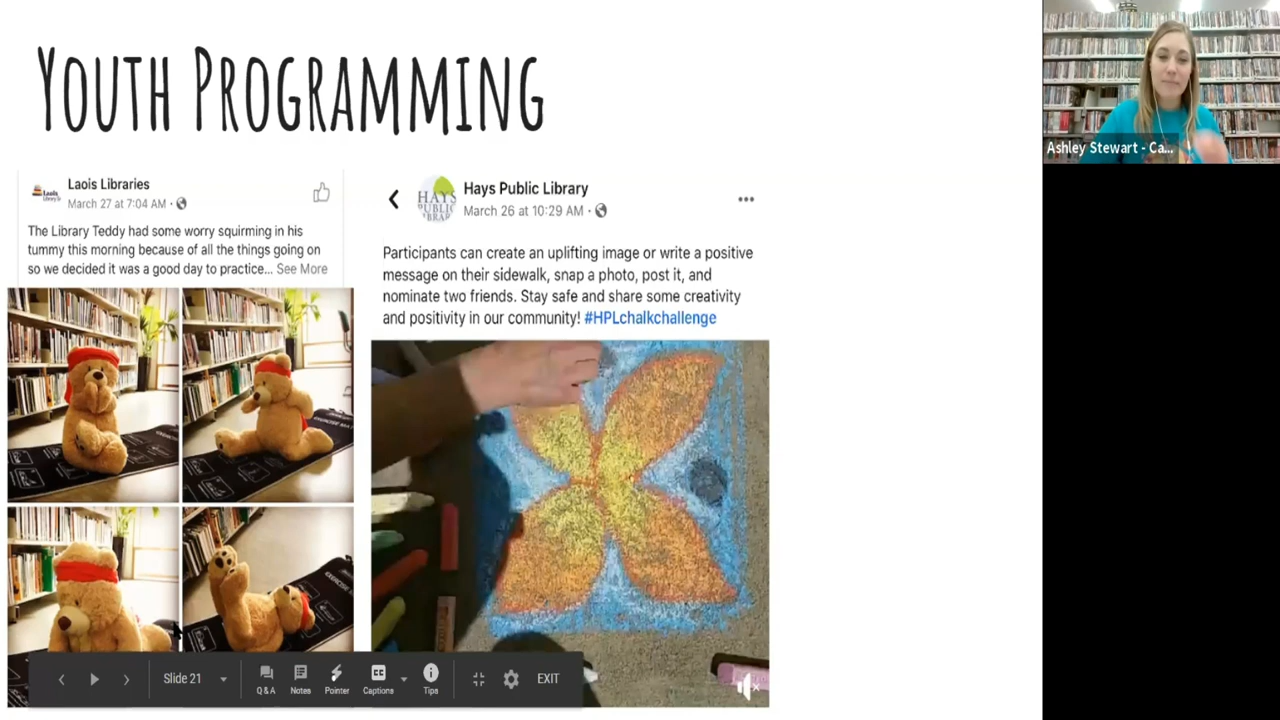 YOUTH PROGRAMMING
Laois Libraries
March 27 at 7:04 AM ·
The Library Teddy had some worry squirming in his
tummy this morning because of all the things going on
so we decided it was a good day to practice... See More
Hays Public Library
March 26 at 10:29 AM ·
HAYS
PUBLIC
Participants can create an uplifting image or write a positive
message on their sidewalk, snap a photo, post it, and
nominate two friends. Stay safe and share some creativity
and positivity in our community! #HPLchalkchallenge
Ashley Stewart - Ca...
Slide 21
Q & A
Notes
Pointer
Captions
Tips
EXIT